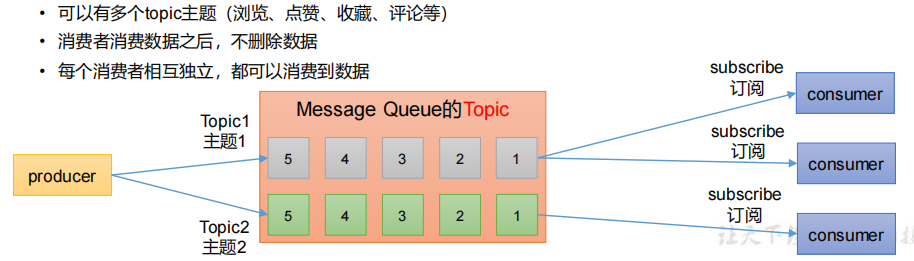 • 可以有多个topic主题（浏览、点赞、收藏、评论等）
• 消费者消费数据之后，不删除数据
• 每个消费者相互独立，都可以消费到数据
Message Queue的Topic
Topic1
主题1
5 4 3 2 1
producer
5 4 3 2 1
Topic2
主题2
subscribe
订阅
consumer
subscribe
订阅
consumer
subscribe
订阅
consumer
让天下